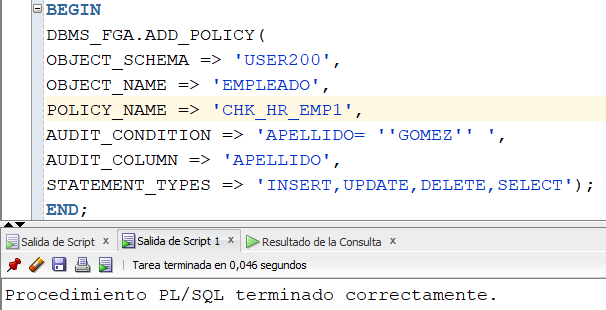 BEGIN
DBMS_FGA.ADD_POLICY(
OBJECT_SCHEMA => 'USER200',
OBJECT_NAME => 'EMPLEADO',
POLICY_NAME => 'CHK_HR_EMP1',
AUDIT_CONDITION => 'APELLIDO= ''GOMEZ'' ',
AUDIT_COLUMN => 'APELLIDO',
STATEMENT_TYPES => 'INSERT,UPDATE,DELETE,SELECT');
END;
Salida de Script x Salida de Script 1 x Resultado de la Consulta x
Tarea terminada en 0,046 segundos
Procedimiento PL/SQL terminado correctamente.